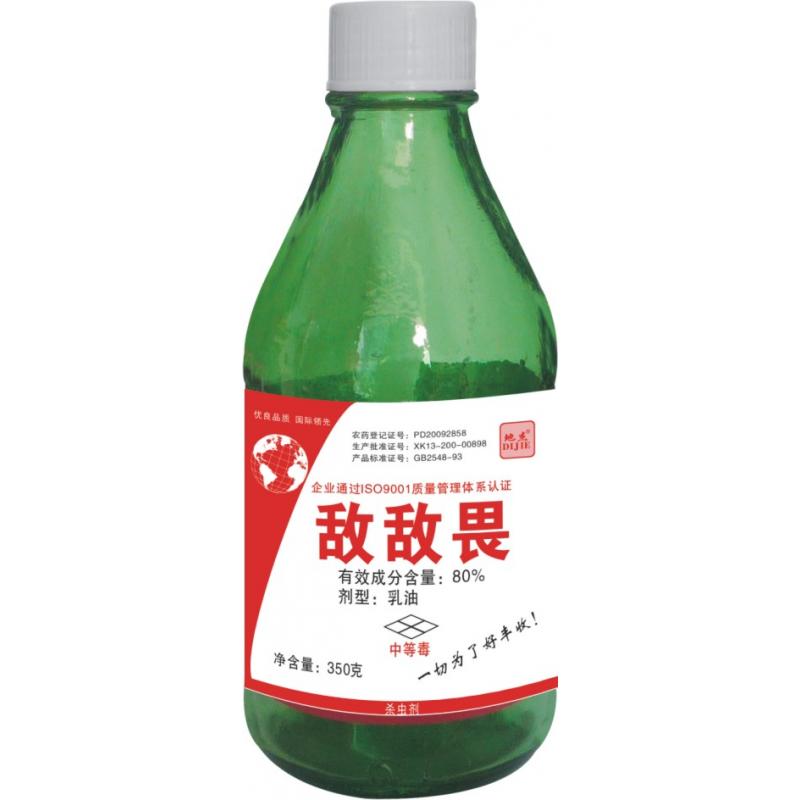 优良品质 国际领先
农药登记证号：PD20092858
生产批准证号：XK13-200-00898
产品标准证号：GB2548-93
地杰®
DIJIE
企业通过ISO9001质量管理体系认证
敌敌畏
有效成分含量：80%
剂型：乳油
中等毒
净含量：350克
一切为了好丰收！
杀虫剂